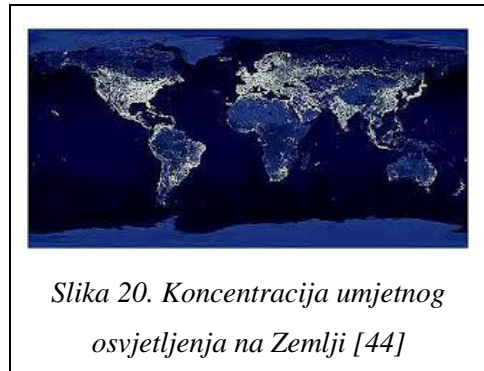 Slika 20. Koncentracija umjetnog
osvjetljenja na Zemlji [44]